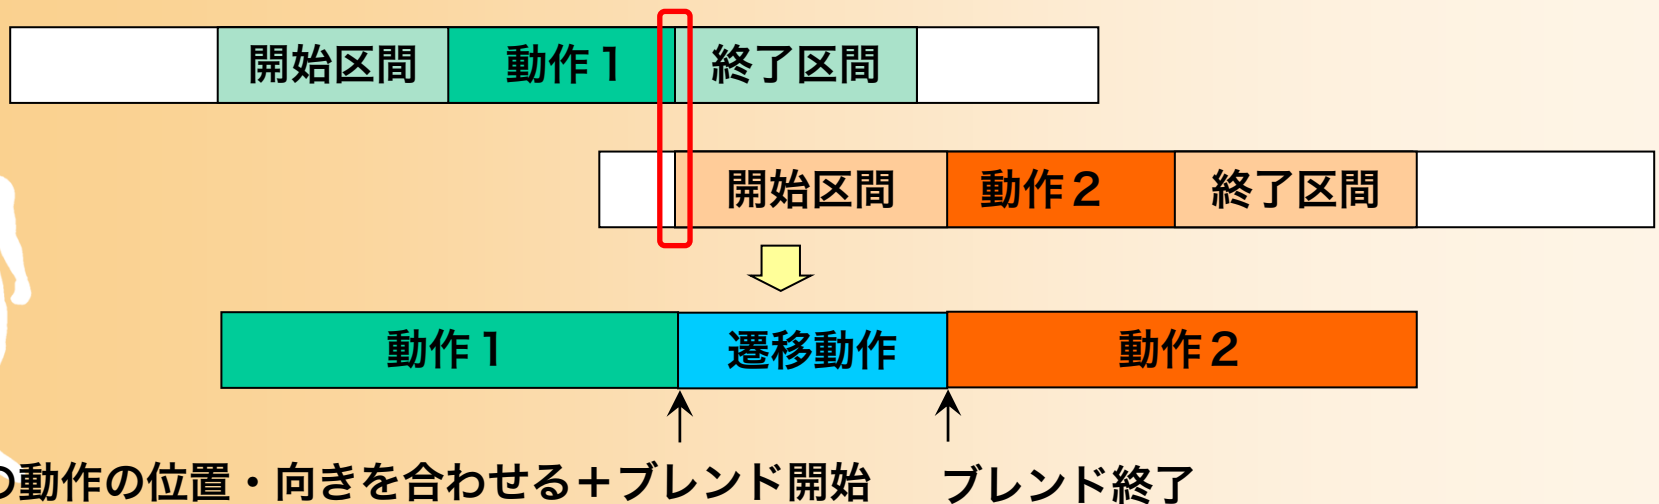 開始区間 動作１ 終了区間
開始区間 動作２ 終了区間
動作１ 遷移動作 動作２
の動作の位置・向きを合わせる＋ブレンド開始 ブレンド終了